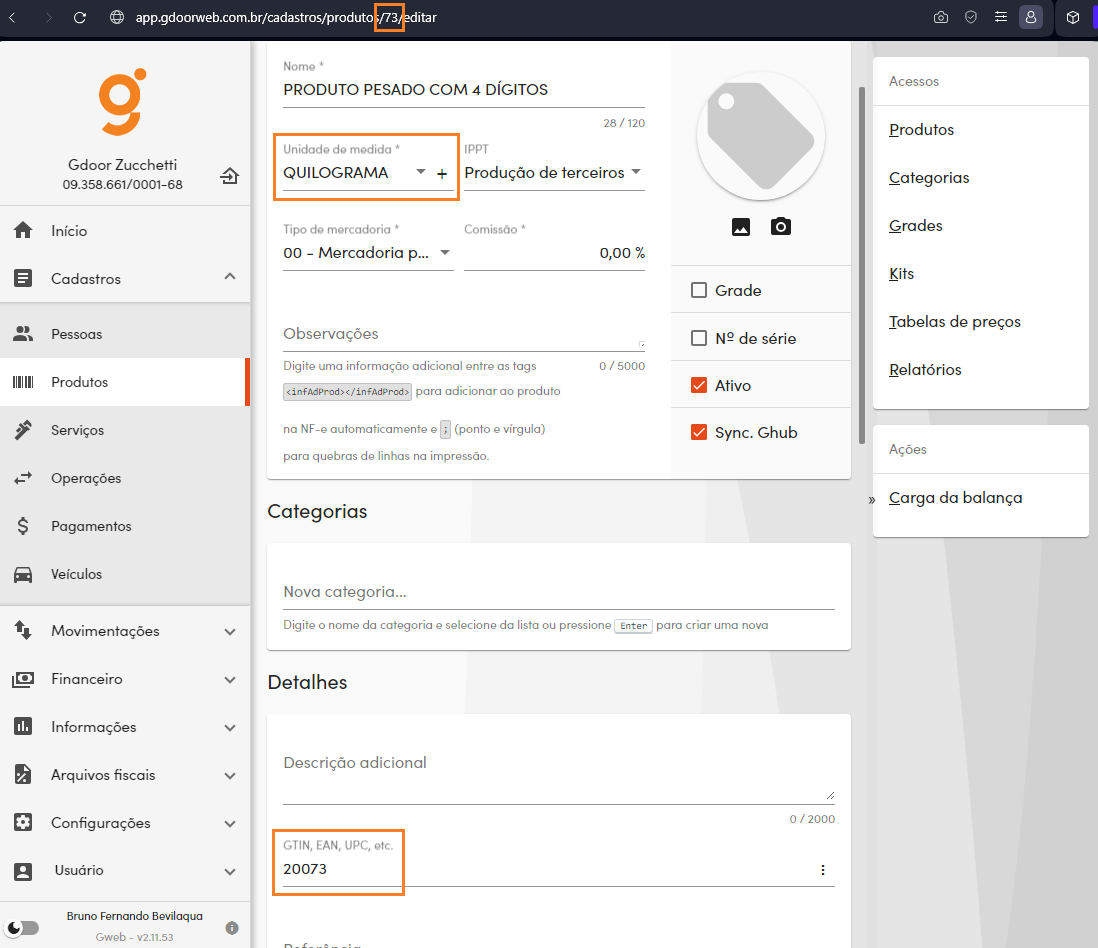 app.gdoorweb.com.br/cadastros/produtos/73/editar
Gdoor Zucchetti
09.358.661/0001-68
Início
Cadastros
Pessoas
Produtos
Serviços
Operações
Pagamentos
Veículos
Movimentações
Financeiro
Informações
Arquivos fiscais
Configurações
Usuário
Bruno Fernando Bevilaqua
Gweb - v2.11.53
Nome *
PRODUTO PESADO COM 4 DÍGITOS
28 / 120
Unidade de medida *
QUILOGRAMA
+
IPPT
Produção de terceiros
Tipo de mercadoria *
00 - Mercadoria p...
Comissão *
0,00 %
Observações
Digite uma informação adicional entre as tags
0 / 5000
<infAdProd></infAdProd> para adicionar ao produto
na NF-e automaticamente e ; (ponto e vírgula)
para quebras de linhas na impressão.
Grade
Nº de série
Ativo
Sync. Ghub
Categorias
Nova categoria...
Digite o nome da categoria e selecione da lista ou pressione Enter para criar uma nova
Detalhes
Descrição adicional
0 / 2000
GTIN, EAN, UPC, etc.
20073
Referência
Acessos
Produtos
Categorias
Grades
Kits
Tabelas de preços
Relatórios
Ações
»
Carga da balança